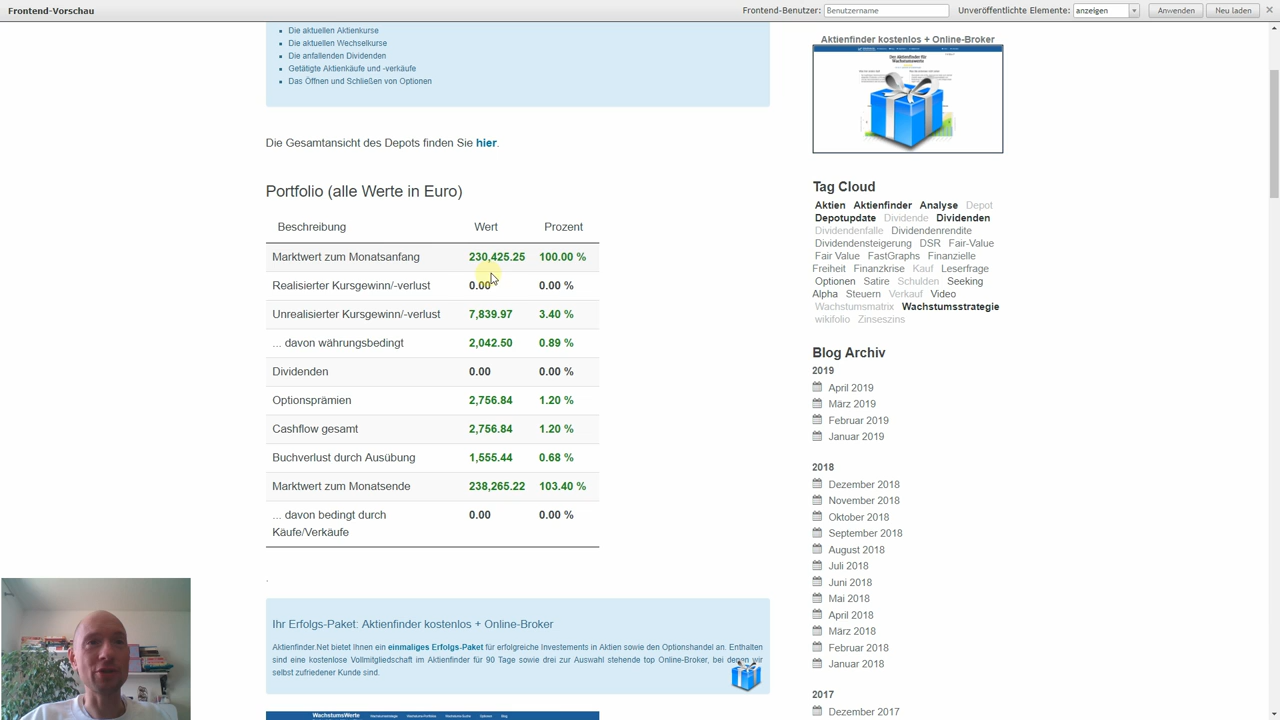 Frontend-Vorschau
Frontend-Benutzer: Benutzername
Unveröffentlichte Elemente: anzeigen
Anwenden
Neu laden
Die aktuellen Aktienkurse
Die aktuellen Wechselkurse
Die anfallenden Dividenden
Getätigte Aktienkäufe und -verkäufe
Das Öffnen und Schließen von Optionen
Die Gesamtansicht des Depots finden Sie hier.
Portfolio (alle Werte in Euro)
Beschreibung Wert Prozent
Marktwert zum Monatsanfang 230,425.25 100.00 %
Realisierter Kursgewinn/-verlust 0.00 0.00 %
Unrealisierter Kursgewinn/-verlust 7,839.97 3.40 %
... davon währungsbedingt 2,042.50 0.89 %
Dividenden 0.00 0.00 %
Optionsprämien 2,756.84 1.20 %
Cashflow gesamt 2,756.84 1.20 %
Buchverlust durch Ausübung 1,555.44 0.68 %
Marktwert zum Monatsende 238,265.22 103.40 %
... davon bedingt durch 0.00 0.00 %
Käufe/Verkäufe
.
Ihr Erfolgs-Paket: Aktienfinder kostenlos + Online-Broker
Aktienfinder.Net bietet Ihnen ein einmaliges Erfolgs-Paket für erfolgreiche Investements in Aktien sowie den Optionshandel an. Enthalten
sind eine kostenlose Vollmitgliedschaft im Aktienfinder für 90 Tage sowie drei zur Auswahl stehende top Online-Broker, bei denen wir
selbst zufriedener Kunde sind.
WachstumsWerte
Aktienfinder kostenlos + Online-Broker
Der Aktienfinder für
Wachstumswerte
Tag Cloud
Aktien Aktienfinder Analyse Depot
Depotupdate Dividende Dividenden
Dividendenfalle Dividendenrendite
Dividendensteigerung DSR Fair-Value
Fair Value FastGraphs Finanzielle
Freiheit Finanzkrise Kauf Leserfrage
Optionen Satire Schulden Seeking
Alpha Steuern Verkauf Video
Wachstumsmatrix Wachstumsstrategie
wikifolio Zinseszins
Blog Archiv
2019
April 2019
März 2019
Februar 2019
Januar 2019
2018
Dezember 2018
November 2018
Oktober 2018
September 2018
August 2018
Juli 2018
Juni 2018
Mai 2018
April 2018
März 2018
Februar 2018
Januar 2018
2017
Dezember 2017